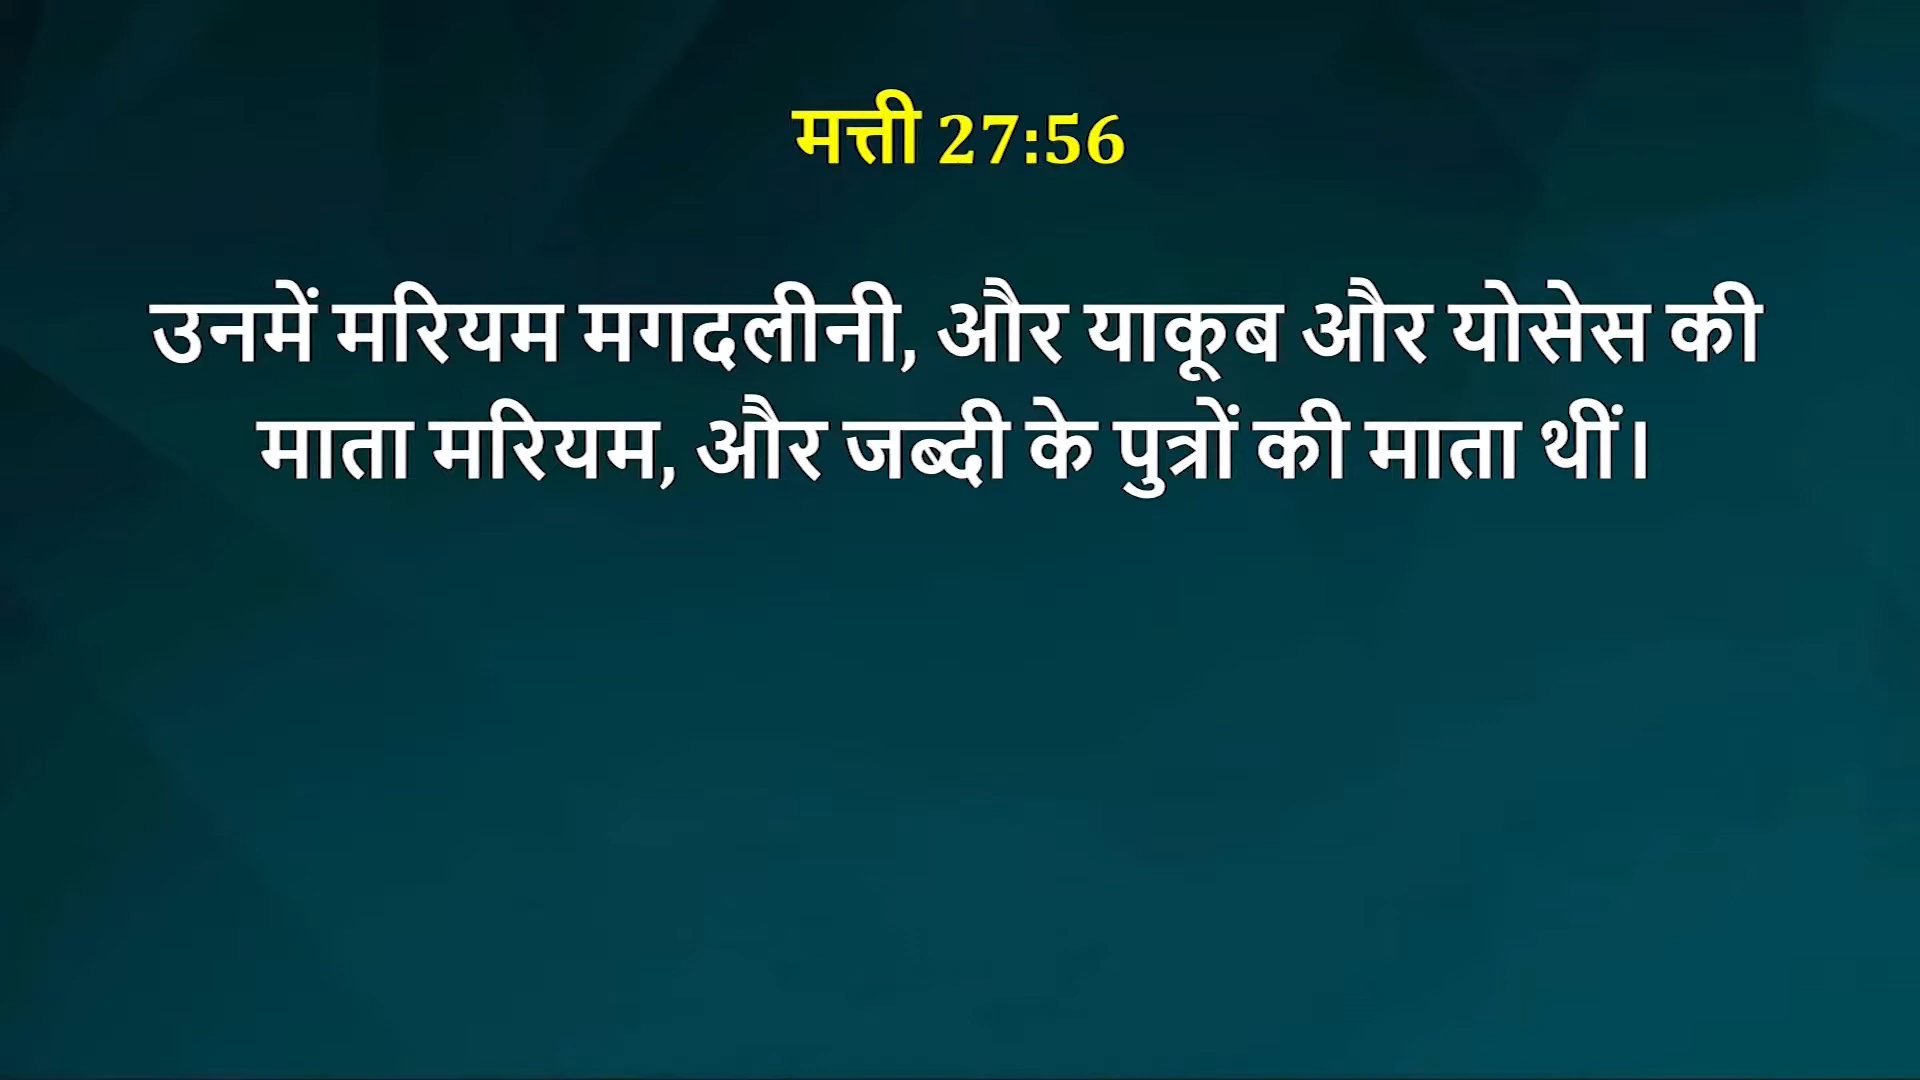 मत्ती 27:56
उनमें मरियम मगदलीनी, और याकूब और योसेस की
माता मरियम, और जब्दी के पुत्रों की माता थीं।